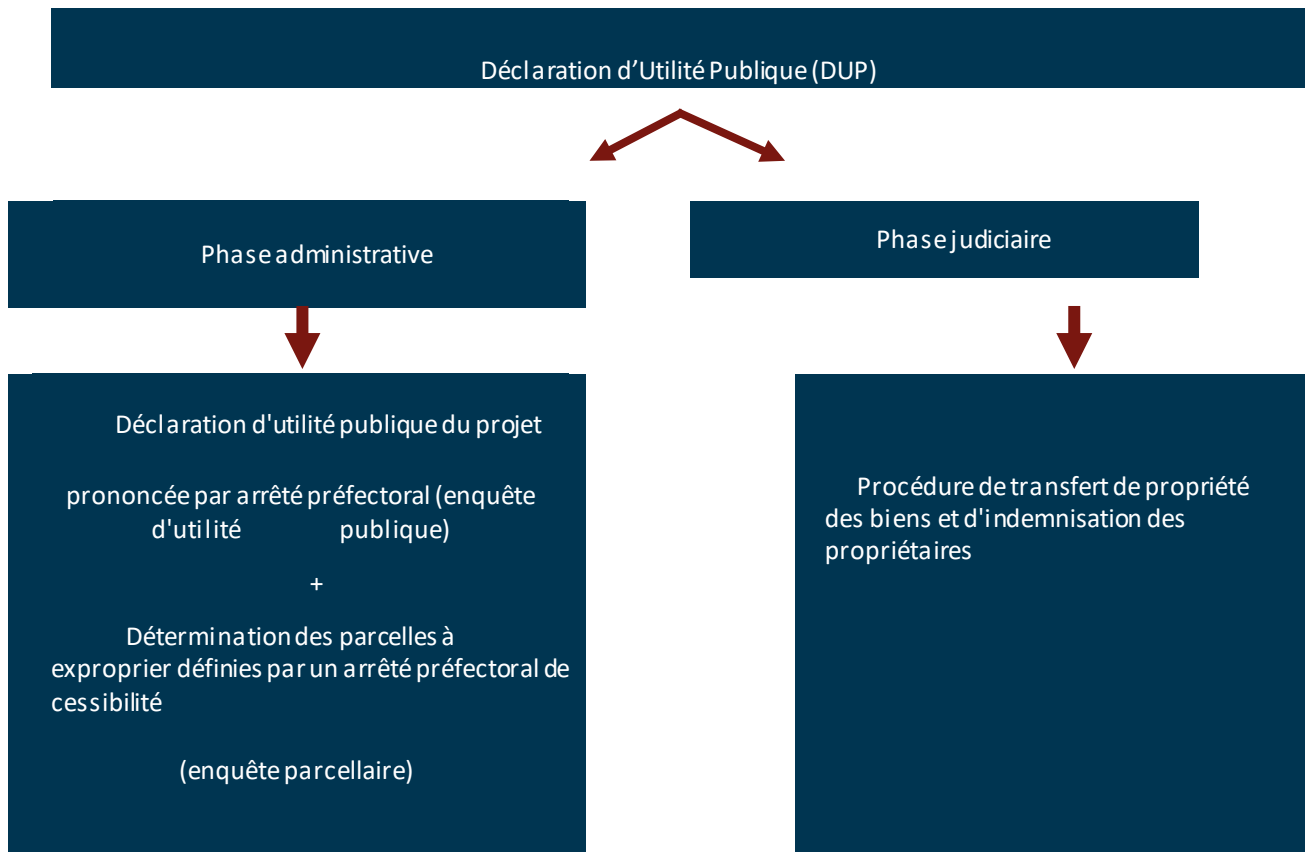 Déclaration d’Utilité Publique (DUP)
Phase administrative
Phase judiciaire
Déclaration d'utilité publique du projet
prononcée par arrêté préfectoral (enquête
d'utilité publique)
+
Détermination des parcelles à
exproprier définies par un arrêté préfectoral de
cessibilité
(enquête parcellaire)
Procédure de transfert de propriété
des biens et d'indemnisation des
propriétaires